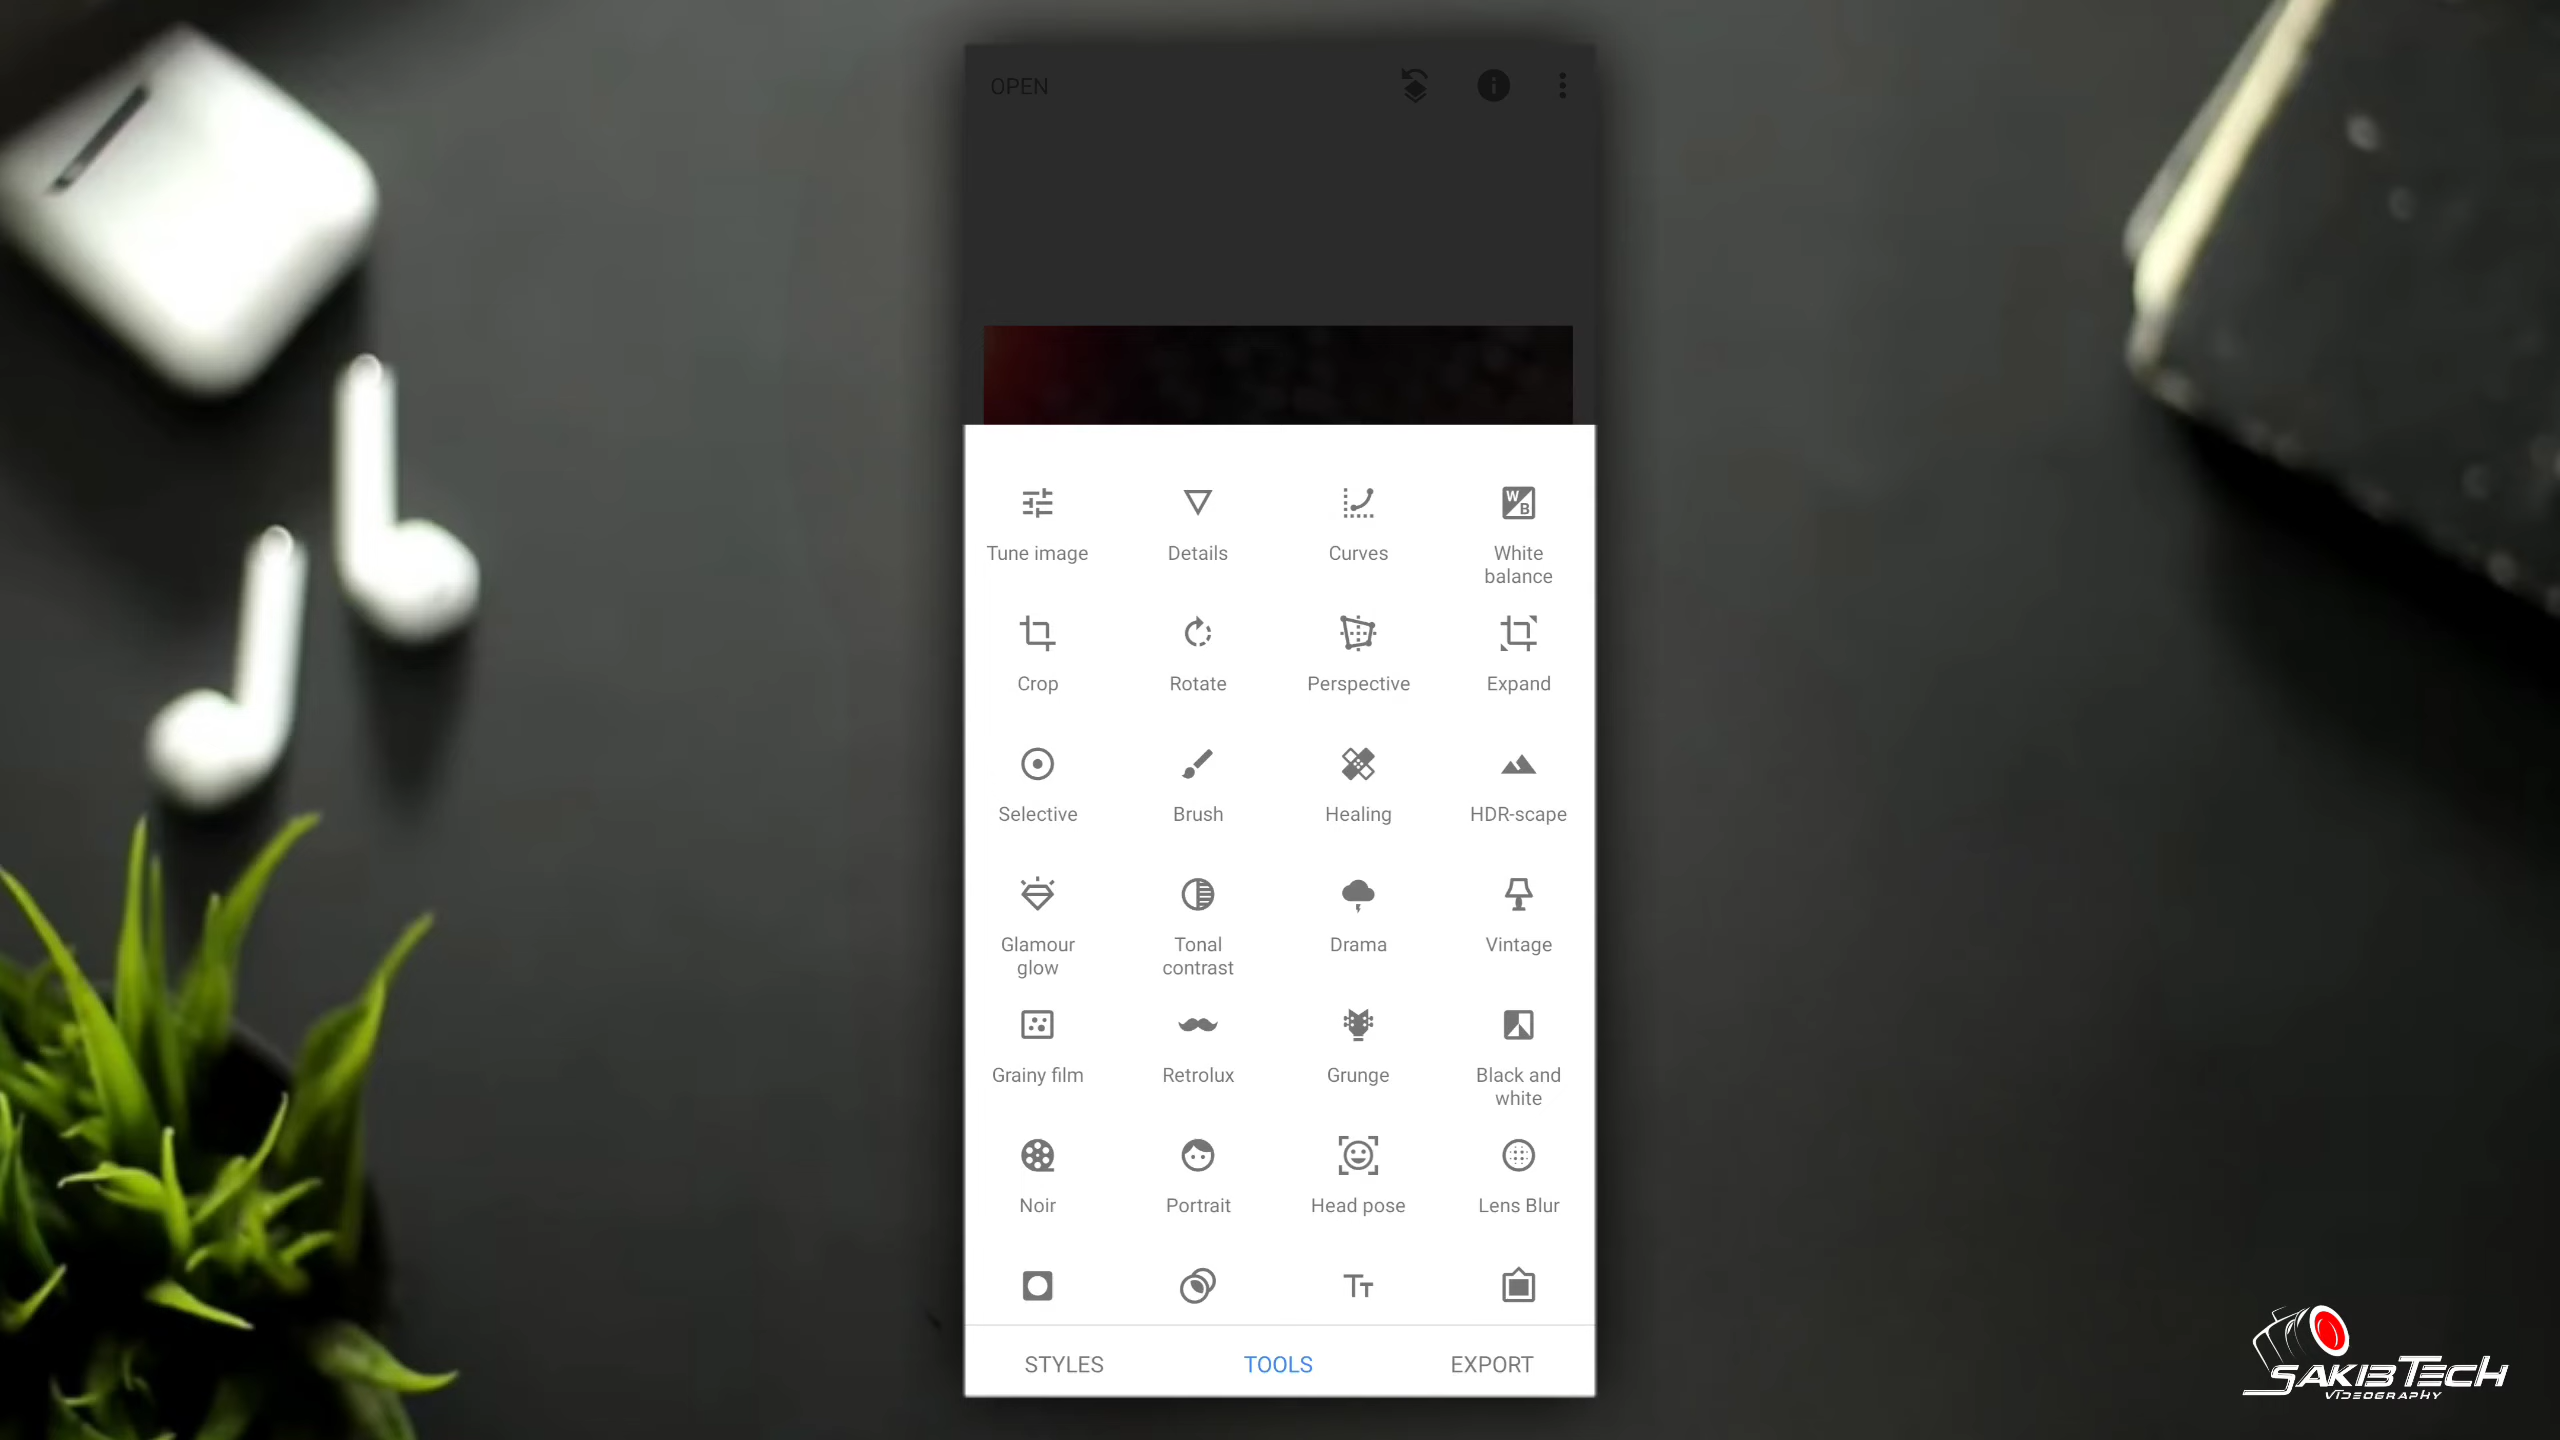 OPEN
Tune image
Details
Curves
W
B
White
balance
Crop
Rotate
Perspective
Expand
Selective
Brush
Healing
HDR-scape
Glamour
glow
Tonal
contrast
Drama
Vintage
Grainy film
Retrolux
Grunge
Black and
white
Noir
Portrait
Head pose
Lens Blur
TT
STYLES
TOOLS
EXPORT
SAKIB TECH
VIDEOGRAPHY